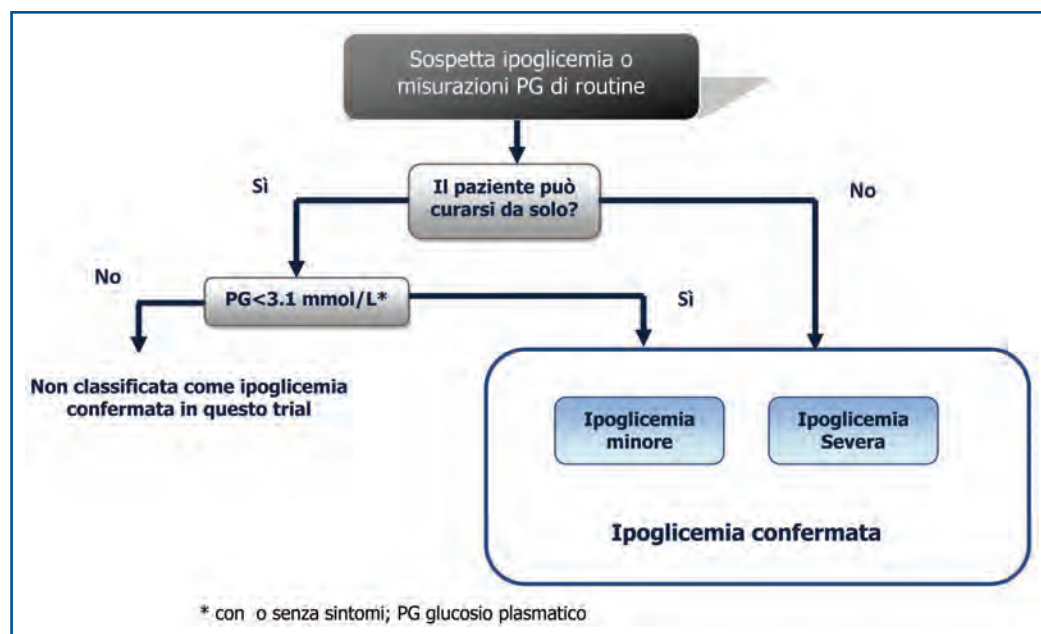 Sospetta ipoglicemia o
misurazioni PG di routine
Sì
Il paziente può
curarsi da solo?
No
No
PG<3.1 mmol/L*
Sì
Non classificata come ipoglicemia
confermata in questo trial
Ipoglicemia
minore
Ipoglicemia
Severa
Ipoglicemia confermata
* con o senza sintomi; PG glucosio plasmatico